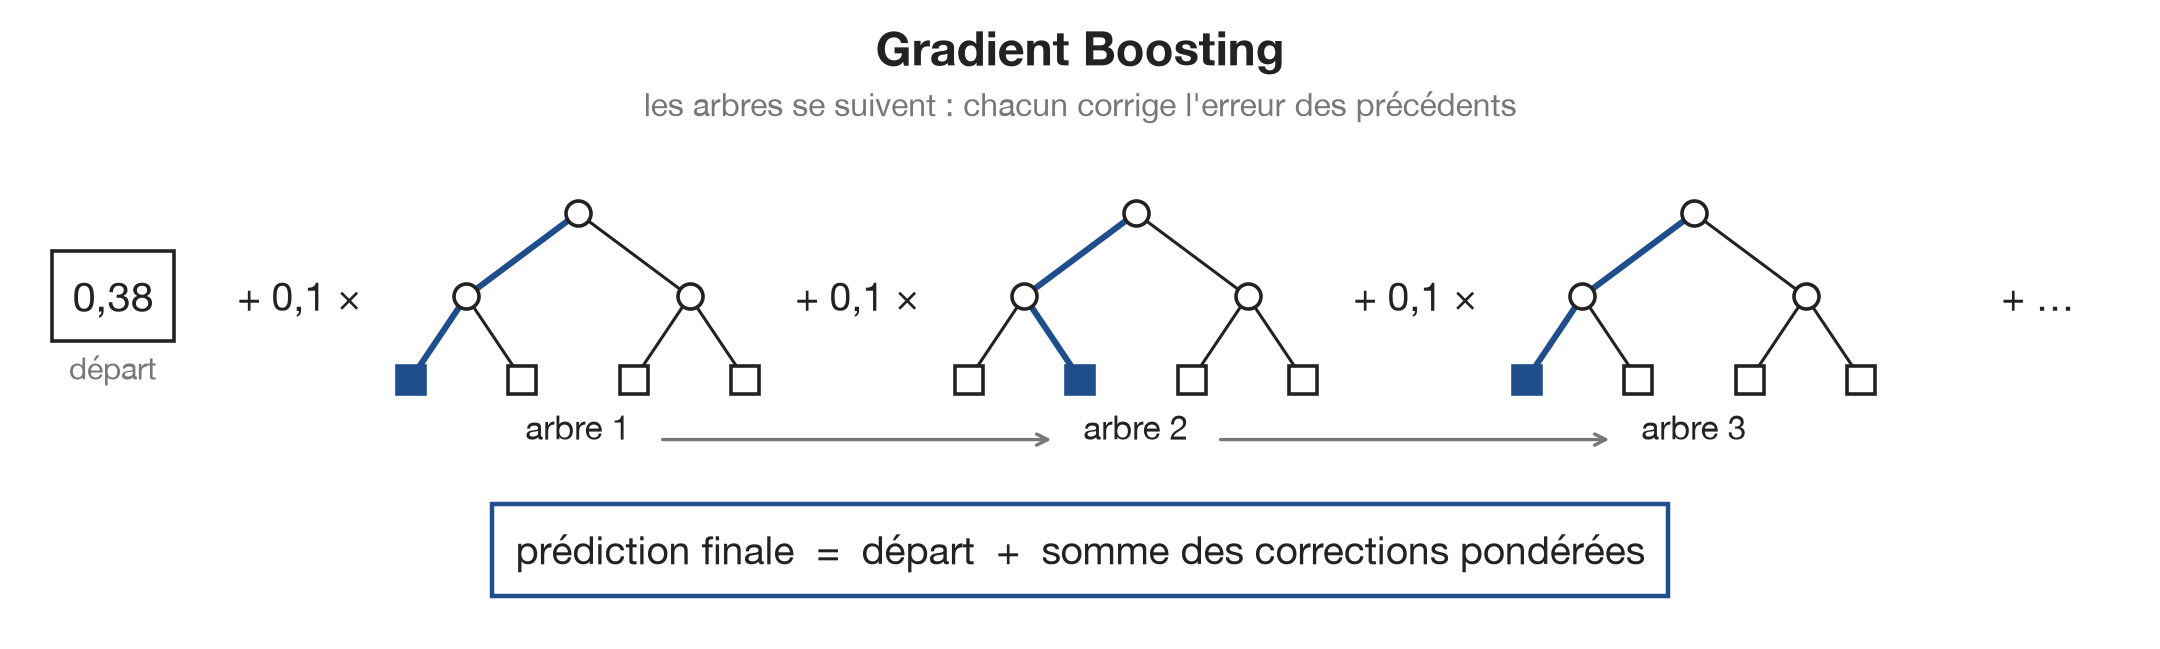 Gradient Boosting
les arbres se suivent : chacun corrige l'erreur des précédents
0,38
départ
+ 0,1 ×
+ 0,1 ×
+ 0,1 ×
+ ...
arbre 1
arbre 2
arbre 3
prédiction finale = départ + somme des corrections pondérées